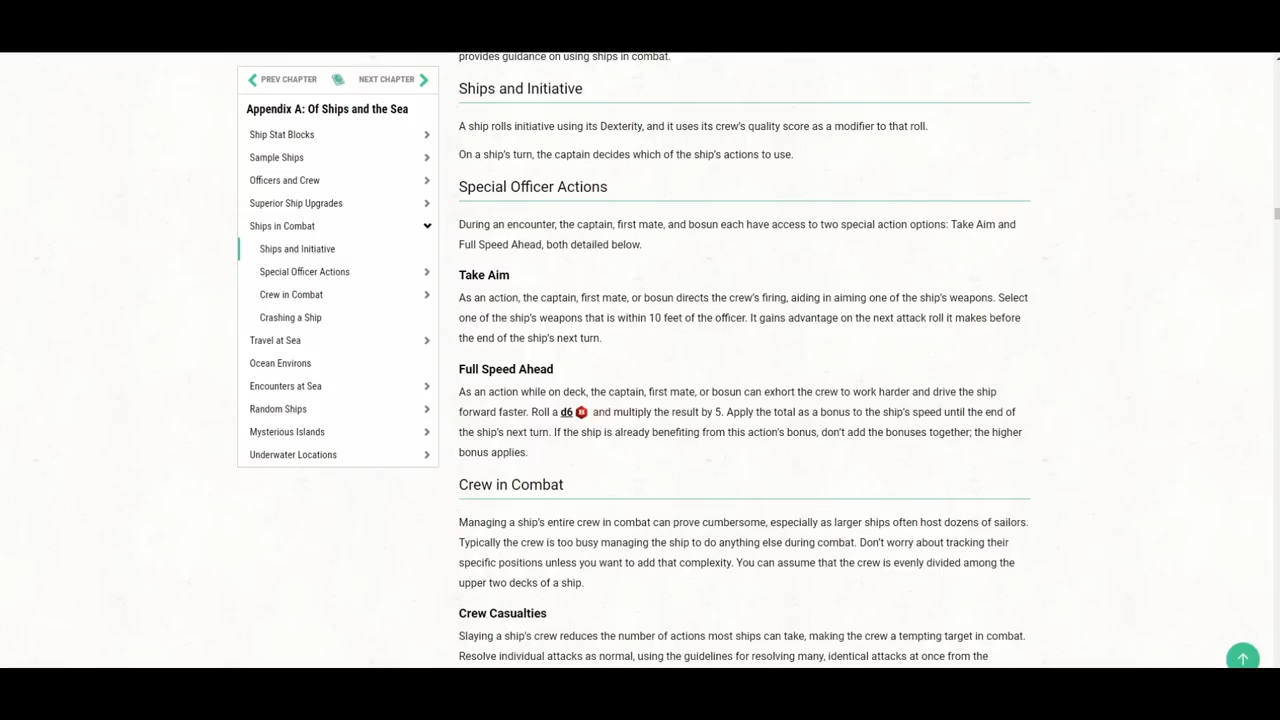 provides guidance on using ships in combat.
PREV CHAPTER
NEXT CHAPTER
Appendix A: Of Ships and the Sea
Ship Stat Blocks
Sample Ships
Officers and Crew
Superior Ship Upgrades
Ships in Combat
Ships and Initiative
Special Officer Actions
Crew in Combat
Crashing a Ship
Travel at Sea
Ocean Environs
Encounters at Sea
Random Ships
Mysterious Islands
Underwater Locations
Ships and Initiative
A ship rolls initiative using its Dexterity, and it uses its crew’s quality score as a modifier to that roll.
On a ship’s turn, the captain decides which of the ship’s actions to use.
Special Officer Actions
During an encounter, the captain, first mate, and bosun each have access to two special action options: Take Aim and
Full Speed Ahead, both detailed below.
Take Aim
As an action, the captain, first mate, or bosun directs the crew’s firing, aiding in aiming one of the ship’s weapons. Select
one of the ship’s weapons that is within 10 feet of the officer. It gains advantage on the next attack roll it makes before
the end of the ship’s next turn.
Full Speed Ahead
As an action while on deck, the captain, first mate, or bosun can exhort the crew to work harder and drive the ship
forward faster. Roll a d6 and multiply the result by 5. Apply the total as a bonus to the ship’s speed until the end of
the ship’s next turn. If the ship is already benefiting from this action’s bonus, don’t add the bonuses together; the higher
bonus applies.
Crew in Combat
Managing a ship’s entire crew in combat can prove cumbersome, especially as larger ships often host dozens of sailors.
Typically the crew is too busy managing the ship to do anything else during combat. Don’t worry about tracking their
specific positions unless you want to add that complexity. You can assume that the crew is evenly divided among the
upper two decks of a ship.
Crew Casualties
Slaying a ship’s crew reduces the number of actions most ships can take, making the crew a tempting target in combat.
Resolve individual attacks as normal, using the guidelines for resolving many, identical attacks at once from the